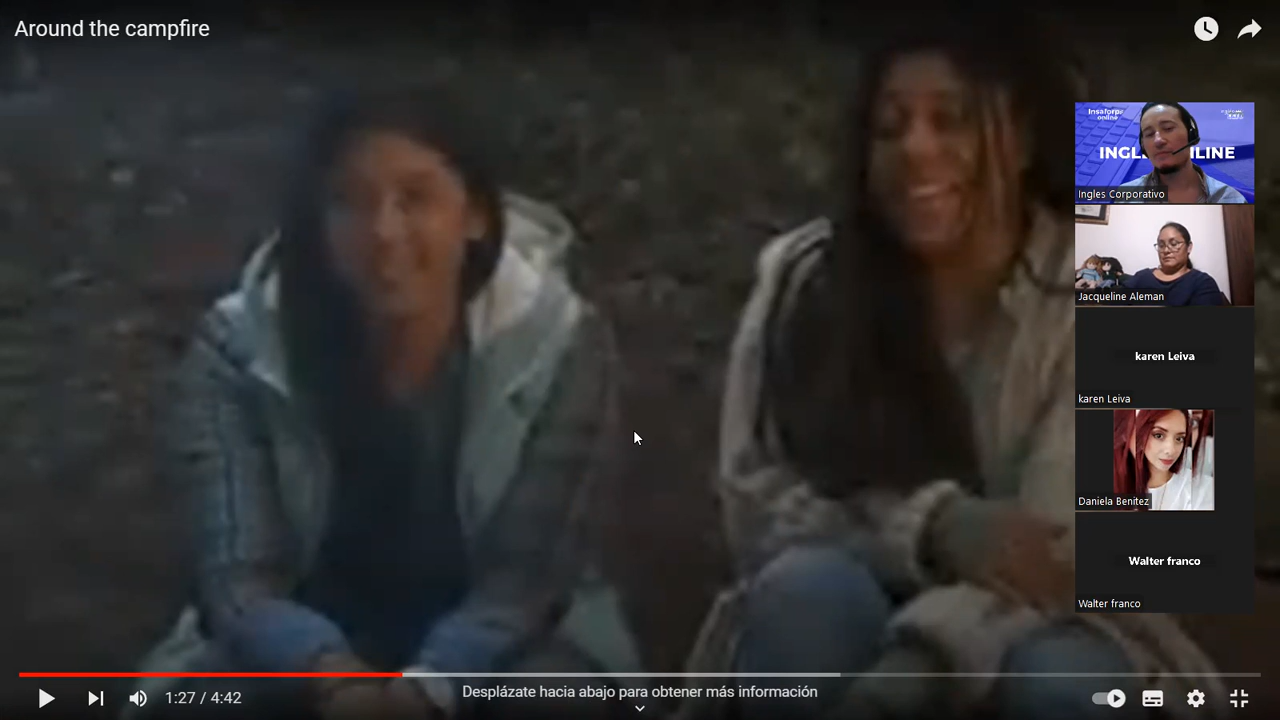 Around the campfire
Insaforp
online
INGL
LINE
Ingles Corporativo
Jacqueline Aleman
karen Leiva
karen Leiva
Daniela Benitez
Walter franco
Walter franco
1:27 / 4:42
Desplázate hacia abajo para obtener más información